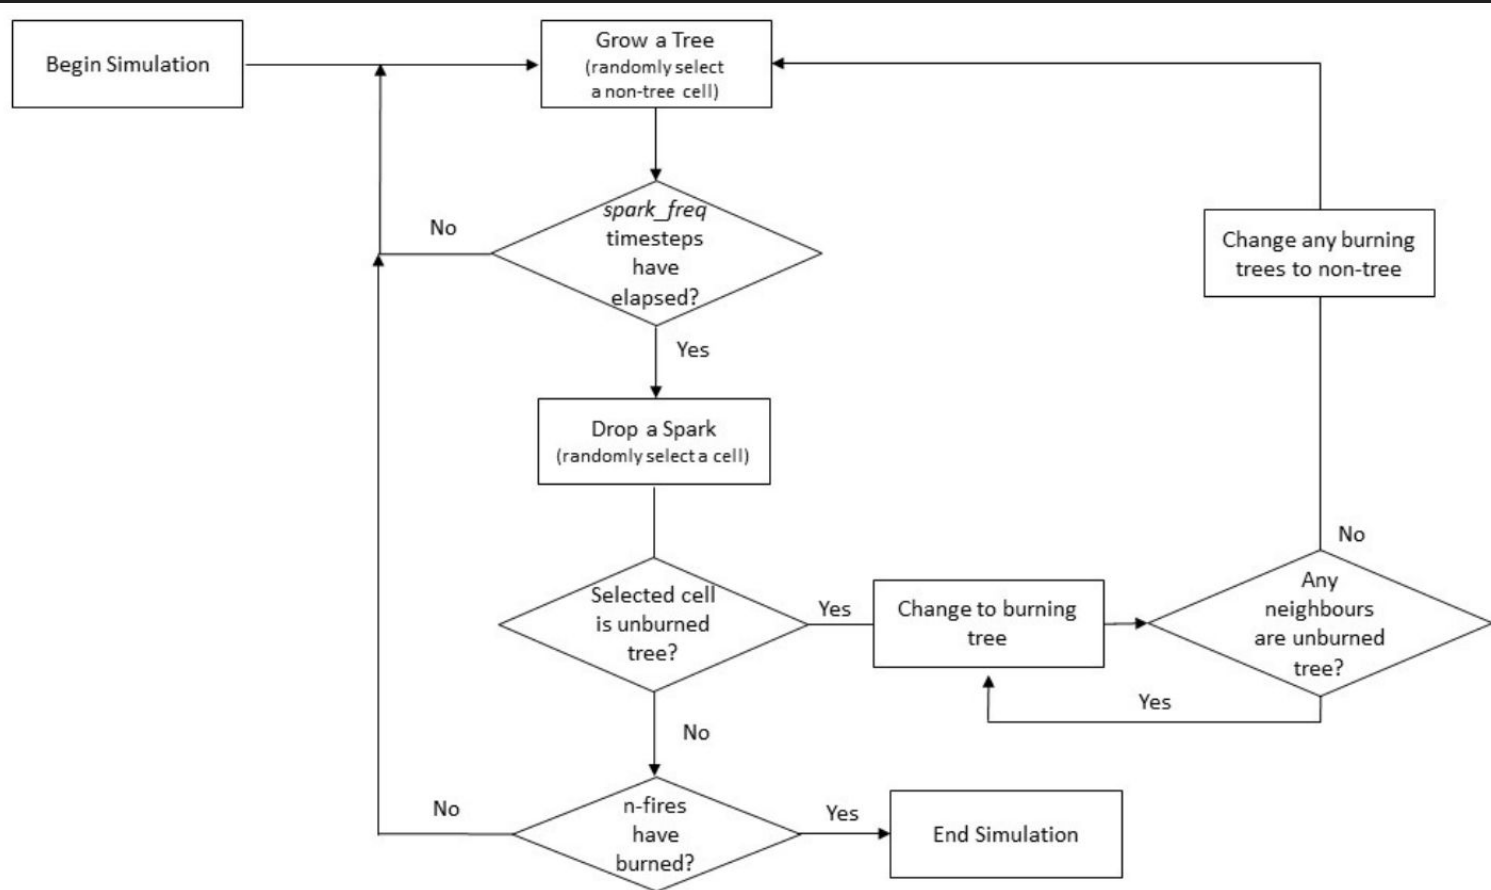 Begin Simulation
Grow a Tree
(randomly select
a non-tree cell)
No
spark_freq
timesteps
have
elapsed?
Change any burning
trees to non-tree
Yes
Drop a Spark
(randomly select a cell)
No
Selected cell
is unburned
tree?
Yes
Change to burning
tree
Any
neighbours
are unburned
tree?
Yes
No
No
n-fires
have
burned?
Yes
End Simulation